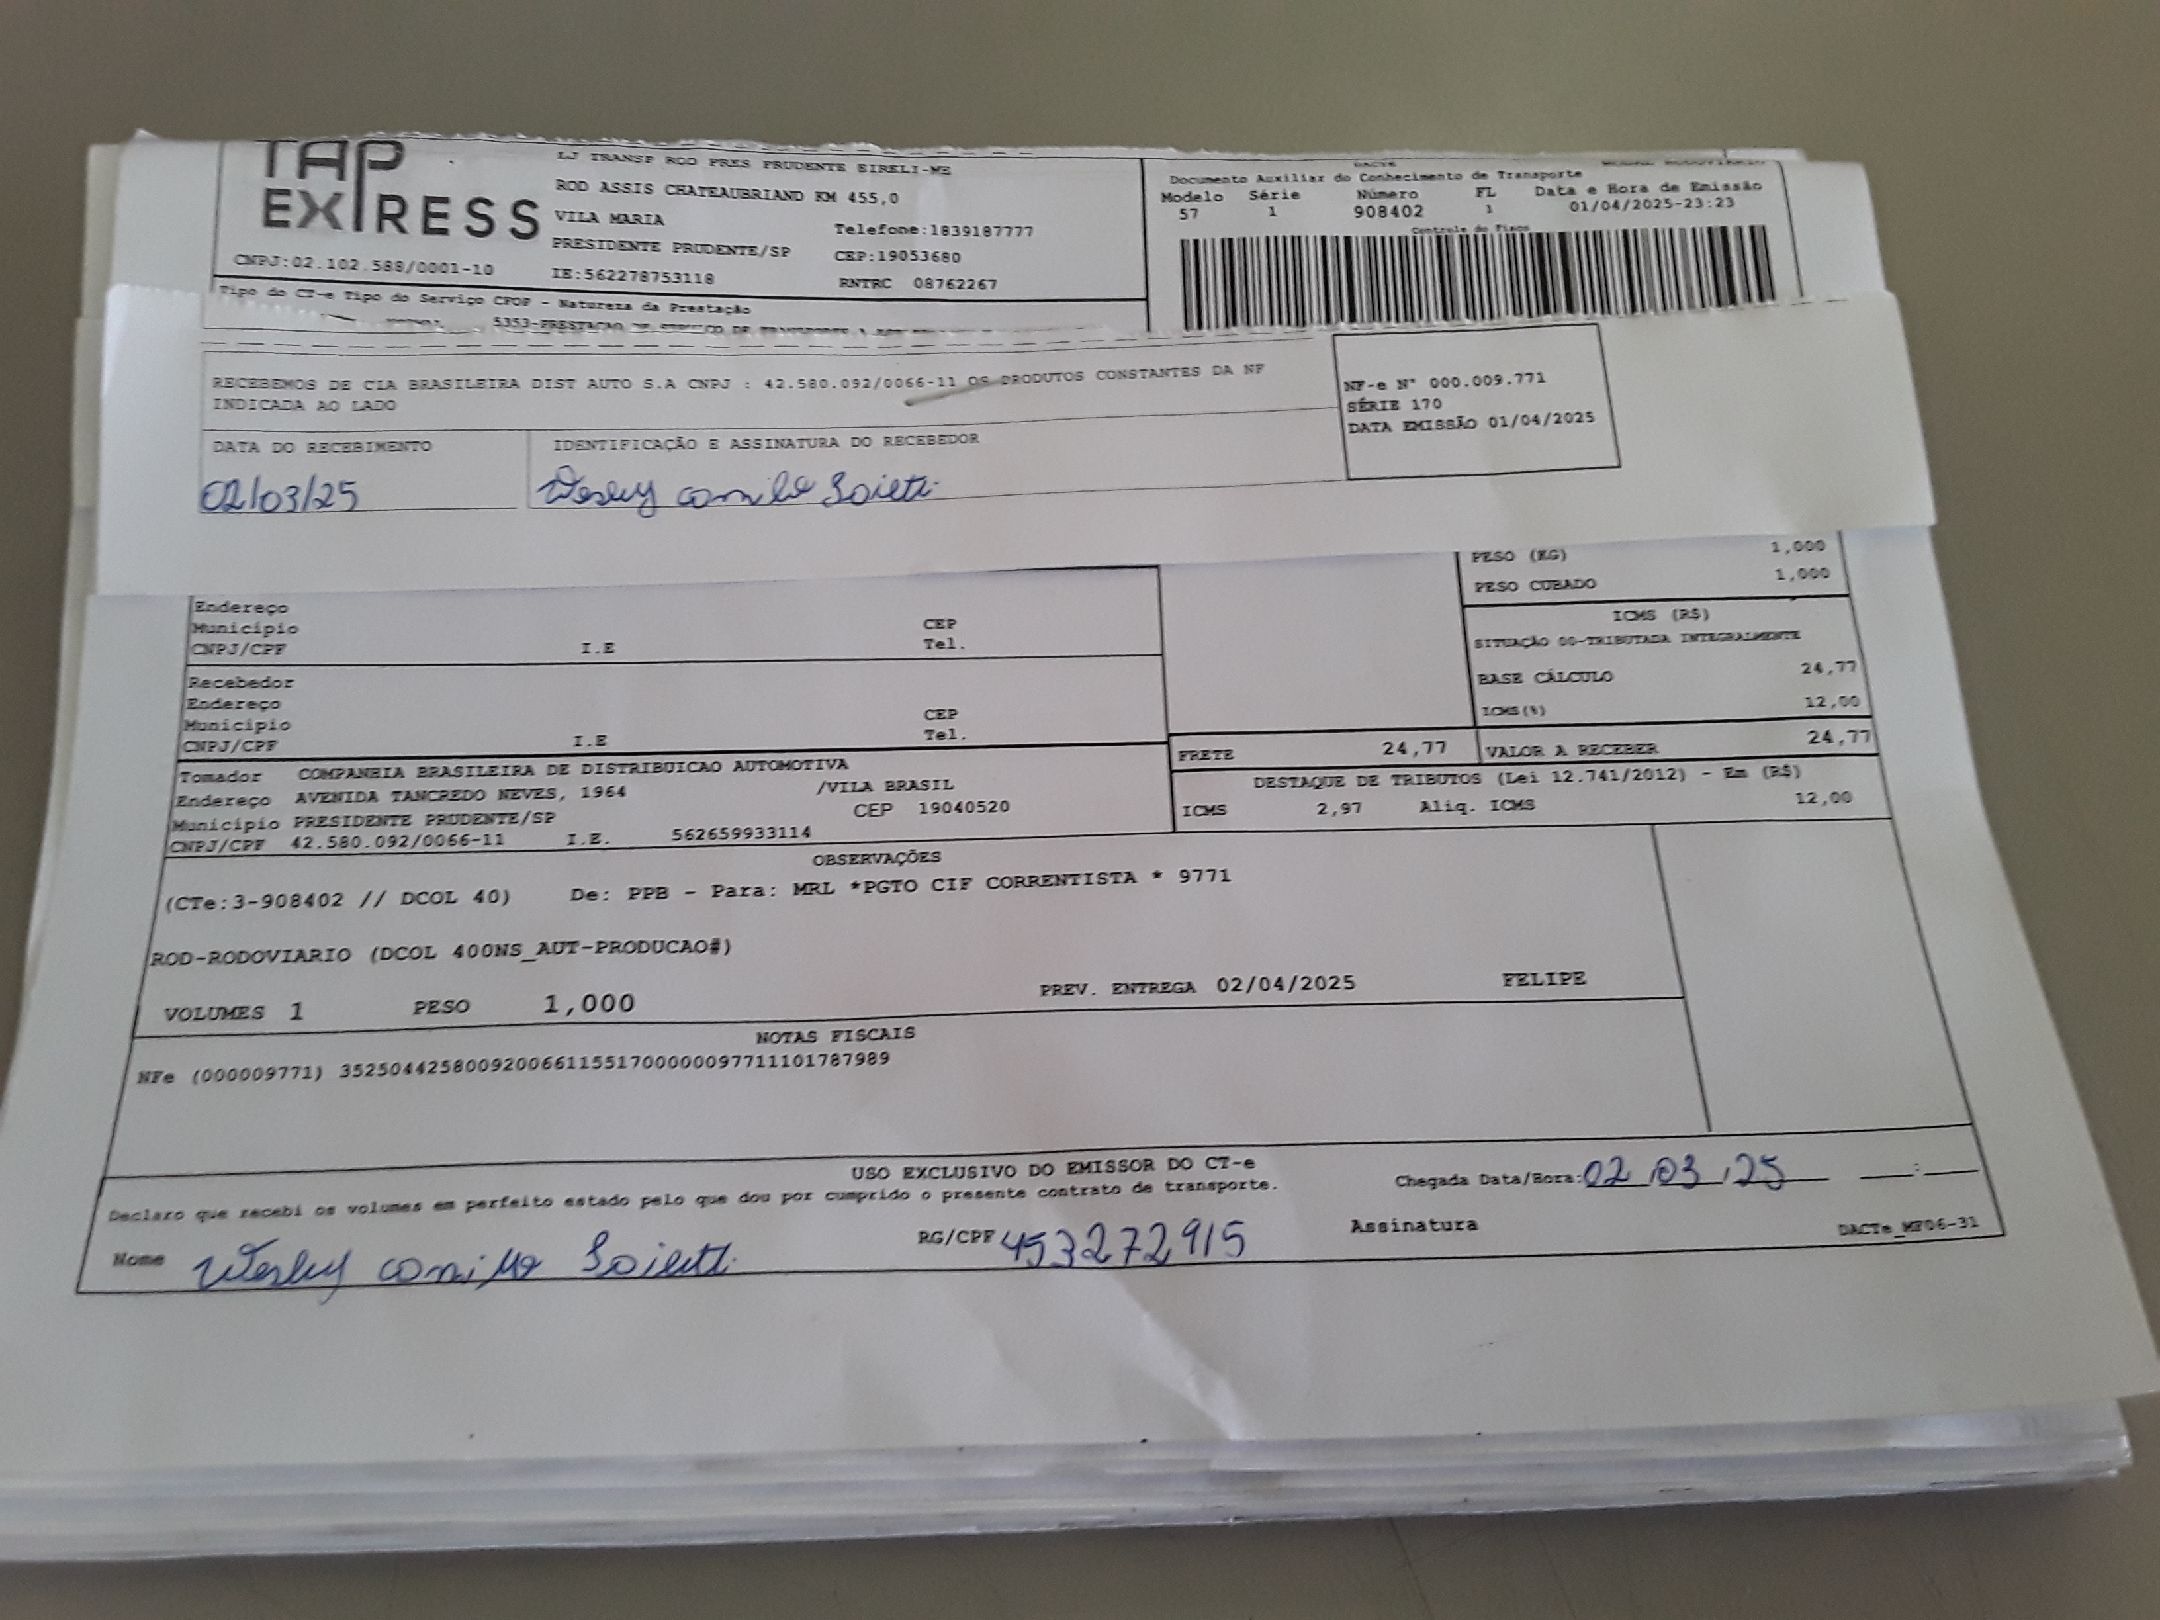 TAP
EXPRESS
LJ TRANSP ROD PRES PRUDENTE EIRELI-ME
ROD ASSIS CHATEAUBRIAND KM 455,0
VILA MARIA Telefone:1839187777
PRESIDENTE PRUDENTE/SP CEP:19053680
CNPJ:02.102.588/0001-10 IE:562278753118 RNTRC 08762267
DACTE
Documento Auxiliar do Conhecimento de Transporte
Modelo Série Número FL Data e Hora de Emissão
57 1 908402 1 01/04/2025-23:23
Controle do Fisco
Tipo do CT-e Tipo do Serviço CFOP - Natureza da Prestação
RECEBEMOS DE CIA BRASILEIRA DIST AUTO S.A CNPJ : 42.580.092/0066-11 OS PRODUTOS CONSTANTES DA NF
INDICADA AO LADO
DATA DO RECEBIMENTO IDENTIFICAÇÃO E ASSINATURA DO RECEBEDOR
02/03/25 Wesley
NF-e N° 000.009.771
SÉRIE 170
DATA EMISSÃO 01/04/2025
PESO (KG) 1,000
PESO CUBADO 1,000
ICMS (R$)
SITUAÇÃO 00-TRIBUTADA INTEGRALMENTE
BASE CÁLCULO 24,77
ICMS(%) 12,00
Endereço
Município CEP
CNPJ/CPF I.E Tel.
Recebedor
Endereço
Município CEP
CNPJ/CPF I.E Tel.
FRETE 24,77 VALOR A RECEBER 24,77
DESTAQUE DE TRIBUTOS (Lei 12.741/2012) - Em (R$)
ICMS 2,97 Aliq. ICMS 12,00
Tomador COMPANHIA BRASILEIRA DE DISTRIBUICAO AUTOMOTIVA
Endereço AVENIDA TANCREDO NEVES, 1964 /VILA BRASIL
Município PRESIDENTE PRUDENTE/SP CEP 19040520
CNPJ/CPF 42.580.092/0066-11 I.E. 562659933114
OBSERVAÇÕES
(CTe:3-908402 // DCOL 40) De: PPB - Para: MRL *PGTO CIF CORRENTISTA * 9771
ROD-RODOVIARIO (DCOL 400NS_AUT-PRODUCAO#)
VOLUMES 1 PESO 1,000 PREV. ENTREGA 02/04/2025 FELIPE
NOTAS FISCAIS
NFe (000009771) 35250442580092006611551700000097711101787989
USO EXCLUSIVO DO EMISSOR DO CT-e
Declaro que recebi os volumes em perfeito estado pelo que dou por cumprido o presente contrato de transporte.
Chegada Data/Hora: 02/03/25 :
Nome Wesley RG/CPF 453272915 Assinatura
DACTe_MF06-31